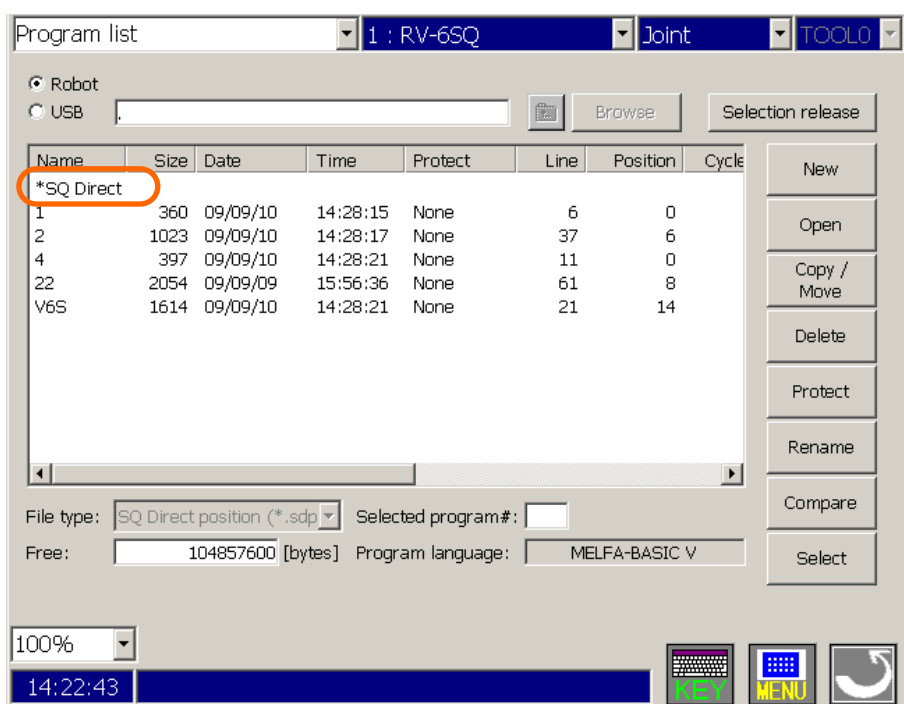 Program list 1 : RV-6SQ Joint TOOL0
Robot
USB . Browse Selection release
Name Size Date Time Protect Line Position Cycle
*SQ Direct
1 360 09/09/10 14:28:15 None 6 0
2 1023 09/09/10 14:28:17 None 37 6
4 397 09/09/10 14:28:21 None 11 0
22 2054 09/09/09 15:56:36 None 61 8
V6S 1614 09/09/10 14:28:21 None 21 14
New
Open
Copy /
Move
Delete
Protect
Rename
Compare
Select
File type: SQ Direct position (*.sdp Selected program#:
Free: 104857600 [bytes] Program language: MELFA-BASIC V
100%
14:22:43 KEY MENU